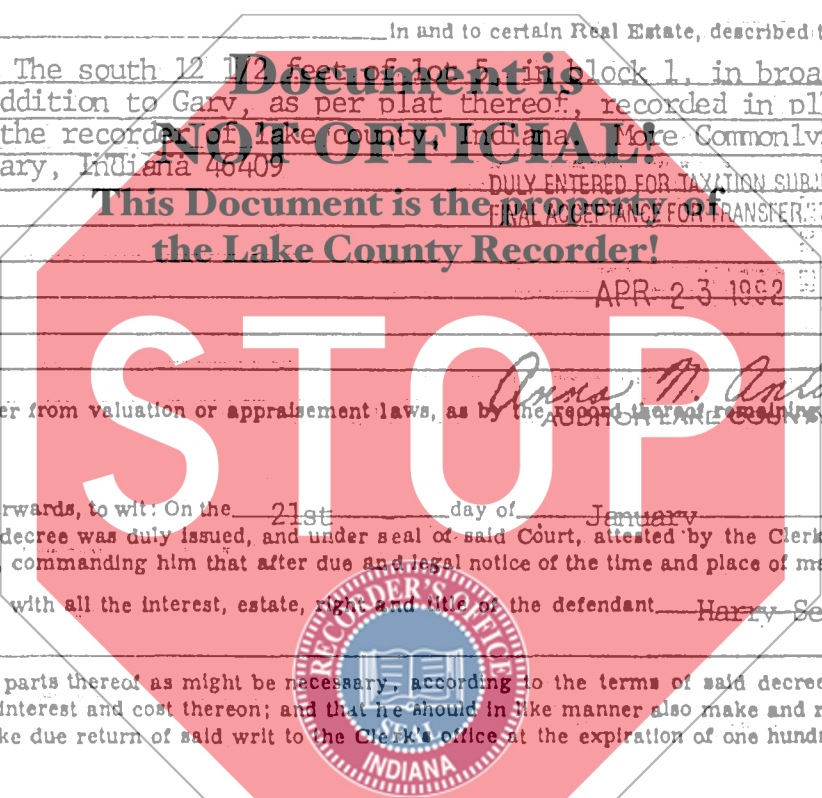 in and to certain Real Estate, described
The south 12 1/2 feet of lot 5, in block 1, in broa
Document is
ddition to Gary, as per plat thereof, recorded in pl
the recorder of lake county, Indiana More Commonly
NOT OFFICIAL!
ary, Indiana 46409
DULY ENTERED FOR TAXATION SUBJ
This Document is the property of
FINAL ACCEPTANCE FOR TRANSFER.
the Lake County Recorder!
APR 23 1992
STOP
Anna N. Anto
er from valuation or appraisement laws, as by the record thereof remaining
AUDITOR LAKE COUNTY
rwards, to wit: On the 21st day of January
decree was duly issued, and under seal of said Court, attested by the Clerk
, commanding him that after due and legal notice of the time and place of ma
with all the interest, estate, right and title of the defendant Harry Se
RECORDER'S OFFICE
parts thereof as might be necessary, according to the terms of said decree
interest and cost thereon; and that he should in like manner also make and r
SEAL
ke due return of said writ to the Clerk's office at the expiration of one hund
INDIANA